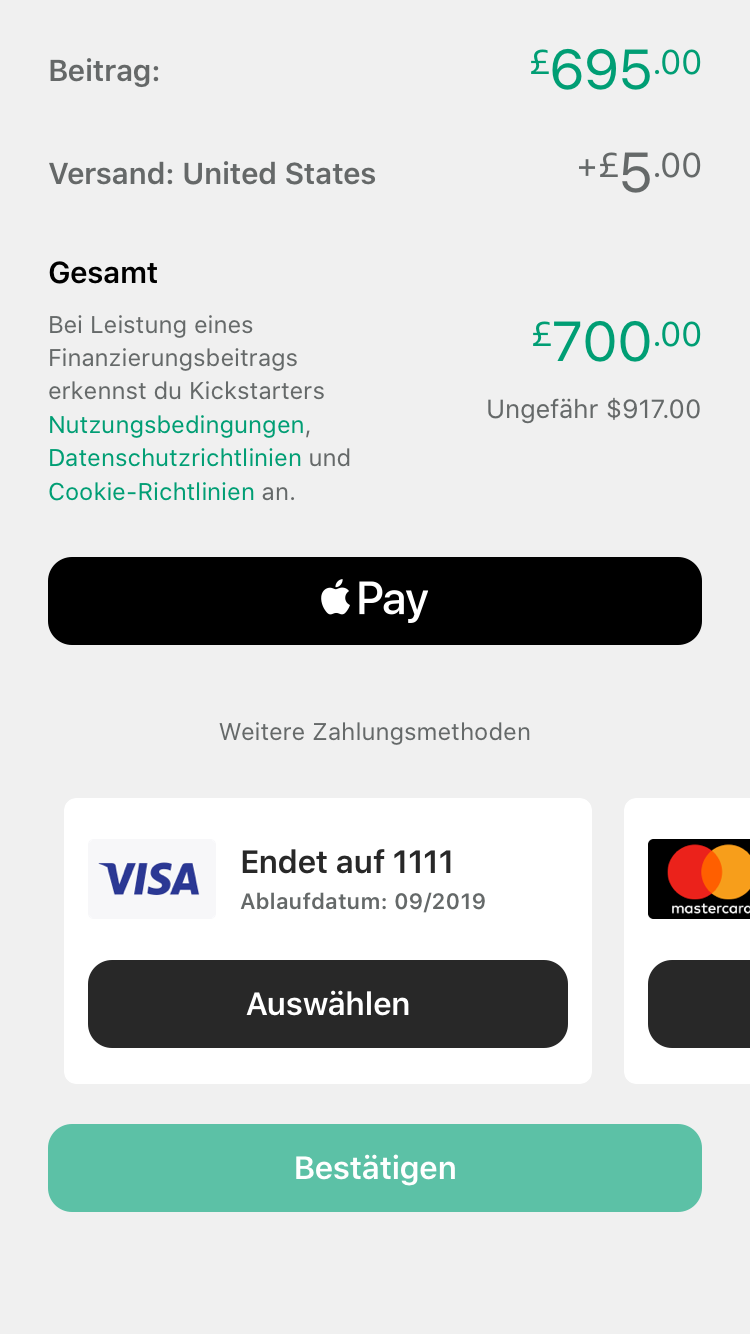 Beitrag: £695.00
Versand: United States +£5.00
Gesamt
Bei Leistung eines
Finanzierungsbeitrags
erkennst du Kickstarters
Nutzungsbedingungen,
Datenschutzrichtlinien und
Cookie-Richtlinien an.
£700.00
Ungefähr $917.00
Pay
Weitere Zahlungsmethoden
VISA
Endet auf 1111
Ablaufdatum: 09/2019
Auswählen
mastercard
Bestätigen